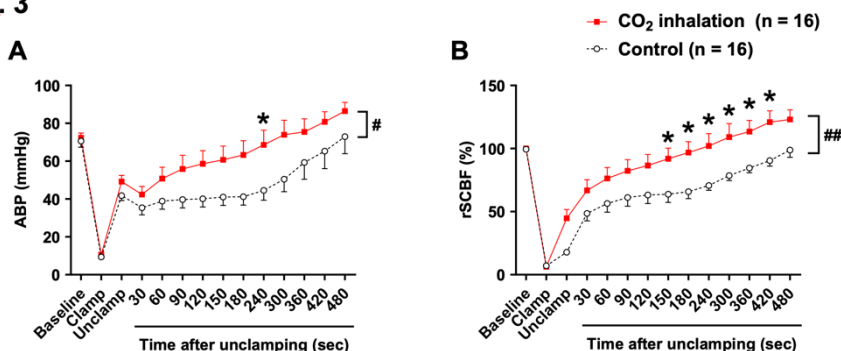 . 3
CO₂ inhalation (n = 16)
Control (n = 16)
A
ABP (mmHg)
100
80
60
40
20
0
*
#
Baseline
Clamp
Unclamp
30
60
90
120
150
180
240
300
360
420
480
Time after unclamping (sec)
B
rSCBF (%)
150
100
50
0
* * * * * *
##
Baseline
Clamp
Unclamp
30
60
90
120
150
180
240
300
360
420
480
Time after unclamping (sec)